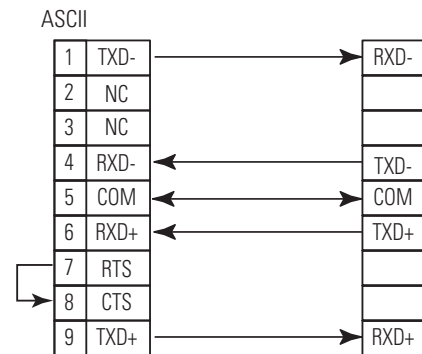 ASCII
1 TXD- RXD-
2 NC
3 NC
4 RXD- TXD-
5 COM COM
6 RXD+ TXD+
7 RTS
8 CTS
9 TXD+ RXD+